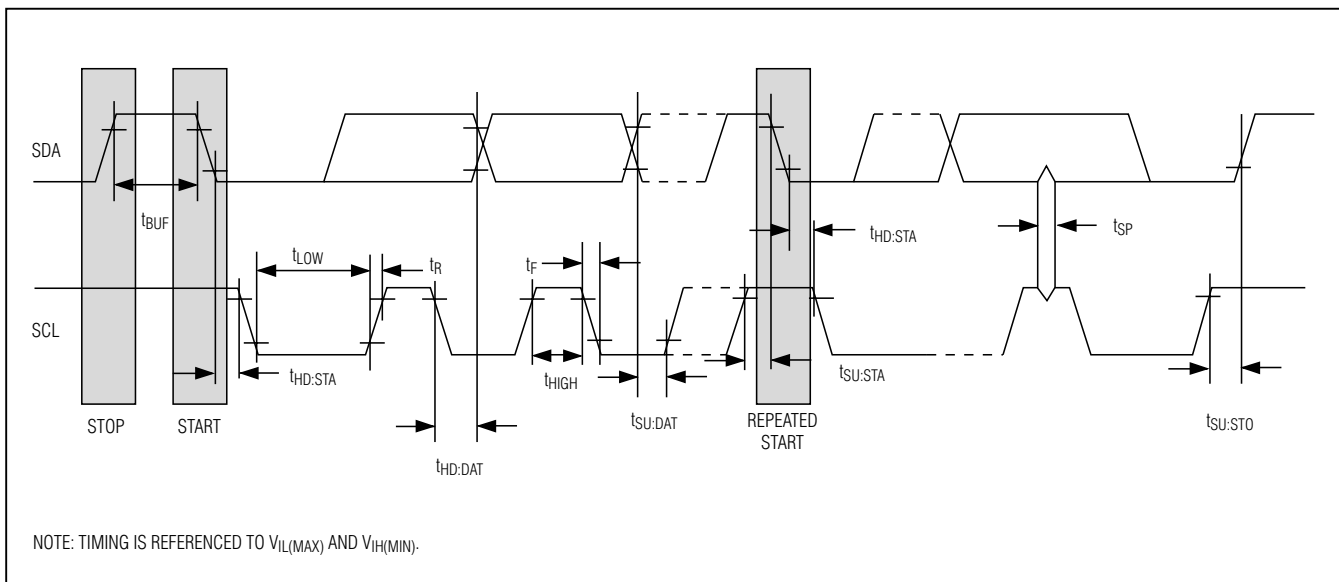 SDA
tBUF
tLOW
tR
tF
tHD:STA
tSP
SCL
tHD:STA
tHIGH
tSU:DAT
tSU:STA
STOP
START
REPEATED
START
tSU:STO
tHD:DAT
NOTE: TIMING IS REFERENCED TO VIL(MAX) AND VIH(MIN).